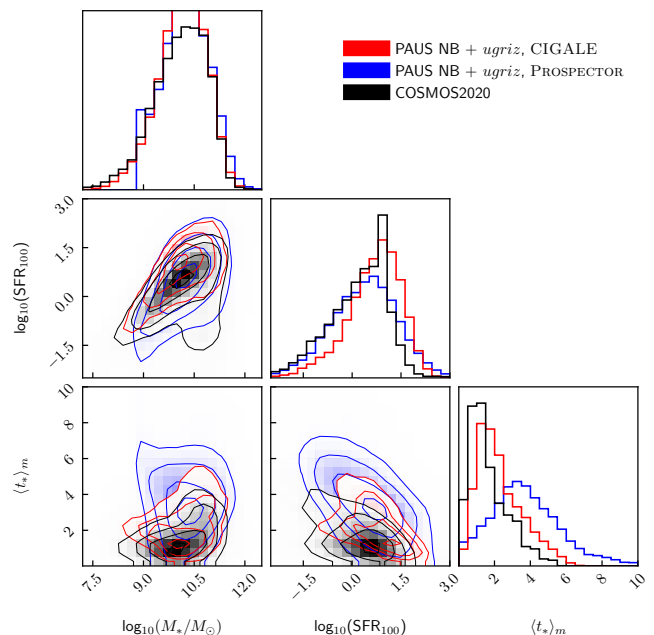 PAUS NB + ugriz, CIGALE
PAUS NB + ugriz, PROSPECTOR
COSMOS2020
3.0
1.5
0.0
−1.5
log₁₀(SFR₁₀₀)
10
8
6
4
2
⟨t*⟩ₘ
7.5 9.0 10.5 12.0
−1.5 0.0 1.5 3.0
2 4 6 8 10
log₁₀(M*/M⊙) log₁₀(SFR₁₀₀) ⟨t*⟩ₘ